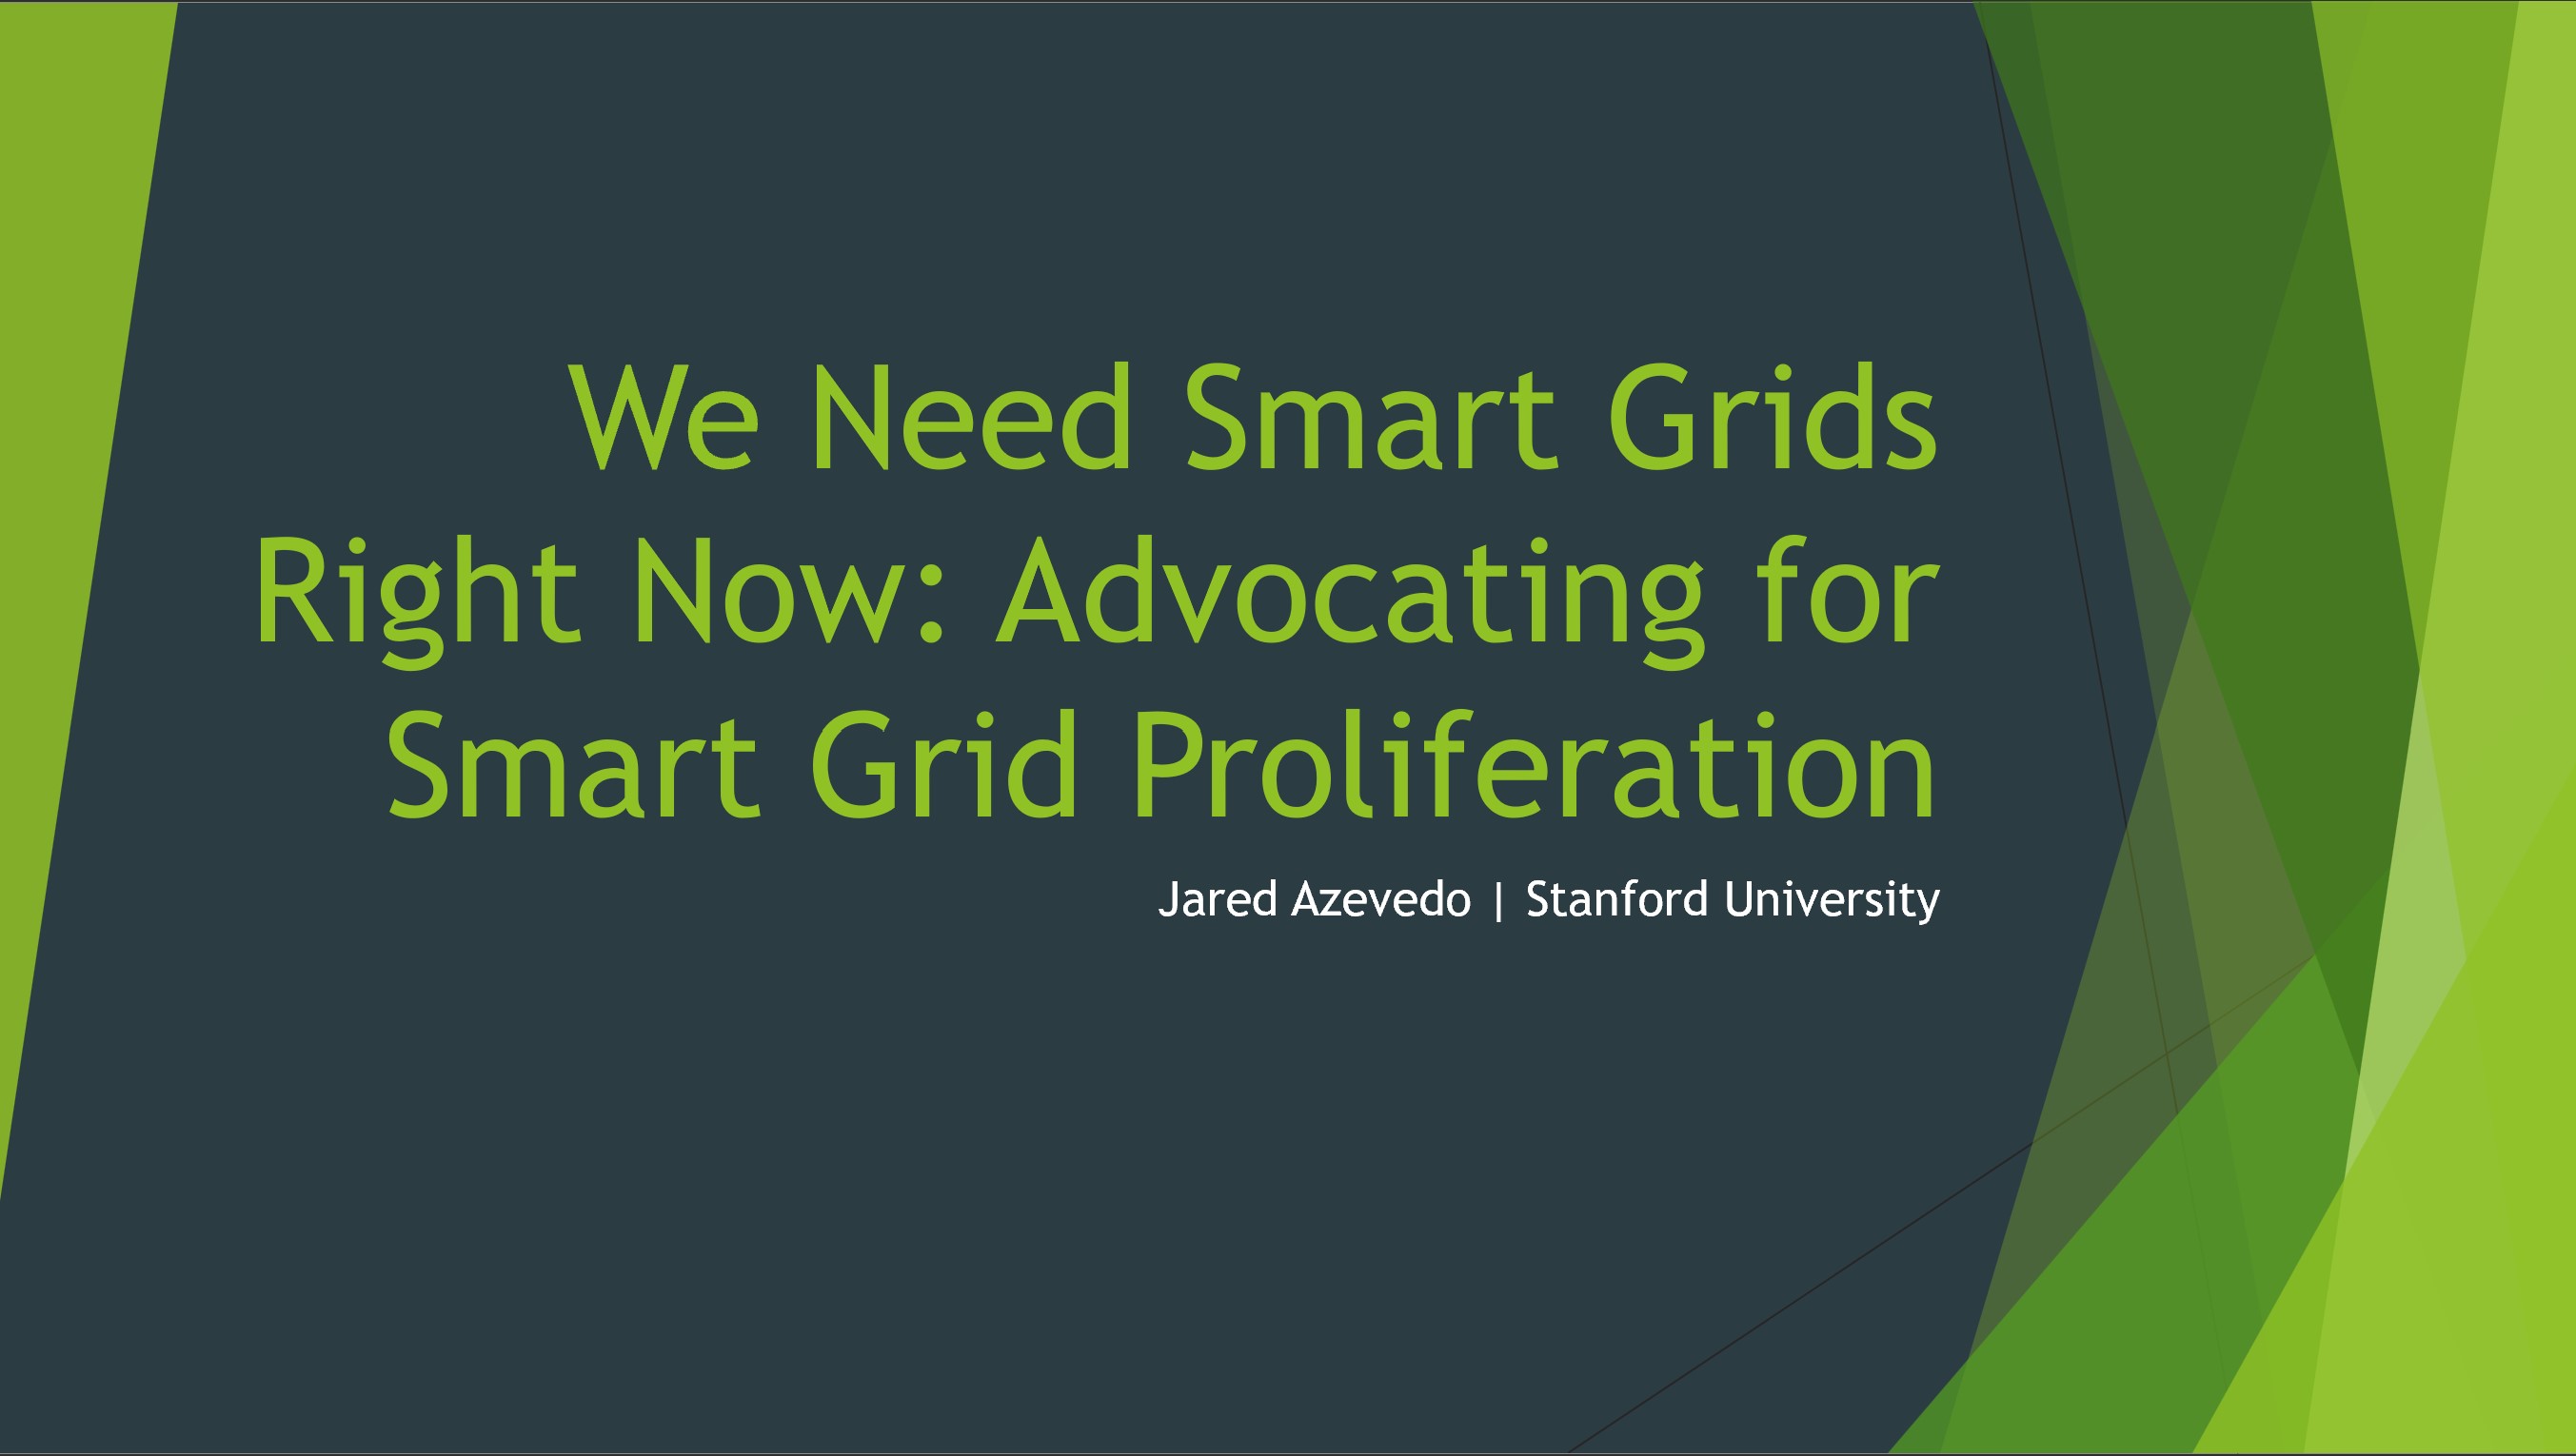 We Need Smart Grids
Right Now: Advocating for
Smart Grid Proliferation
Jared Azevedo | Stanford University